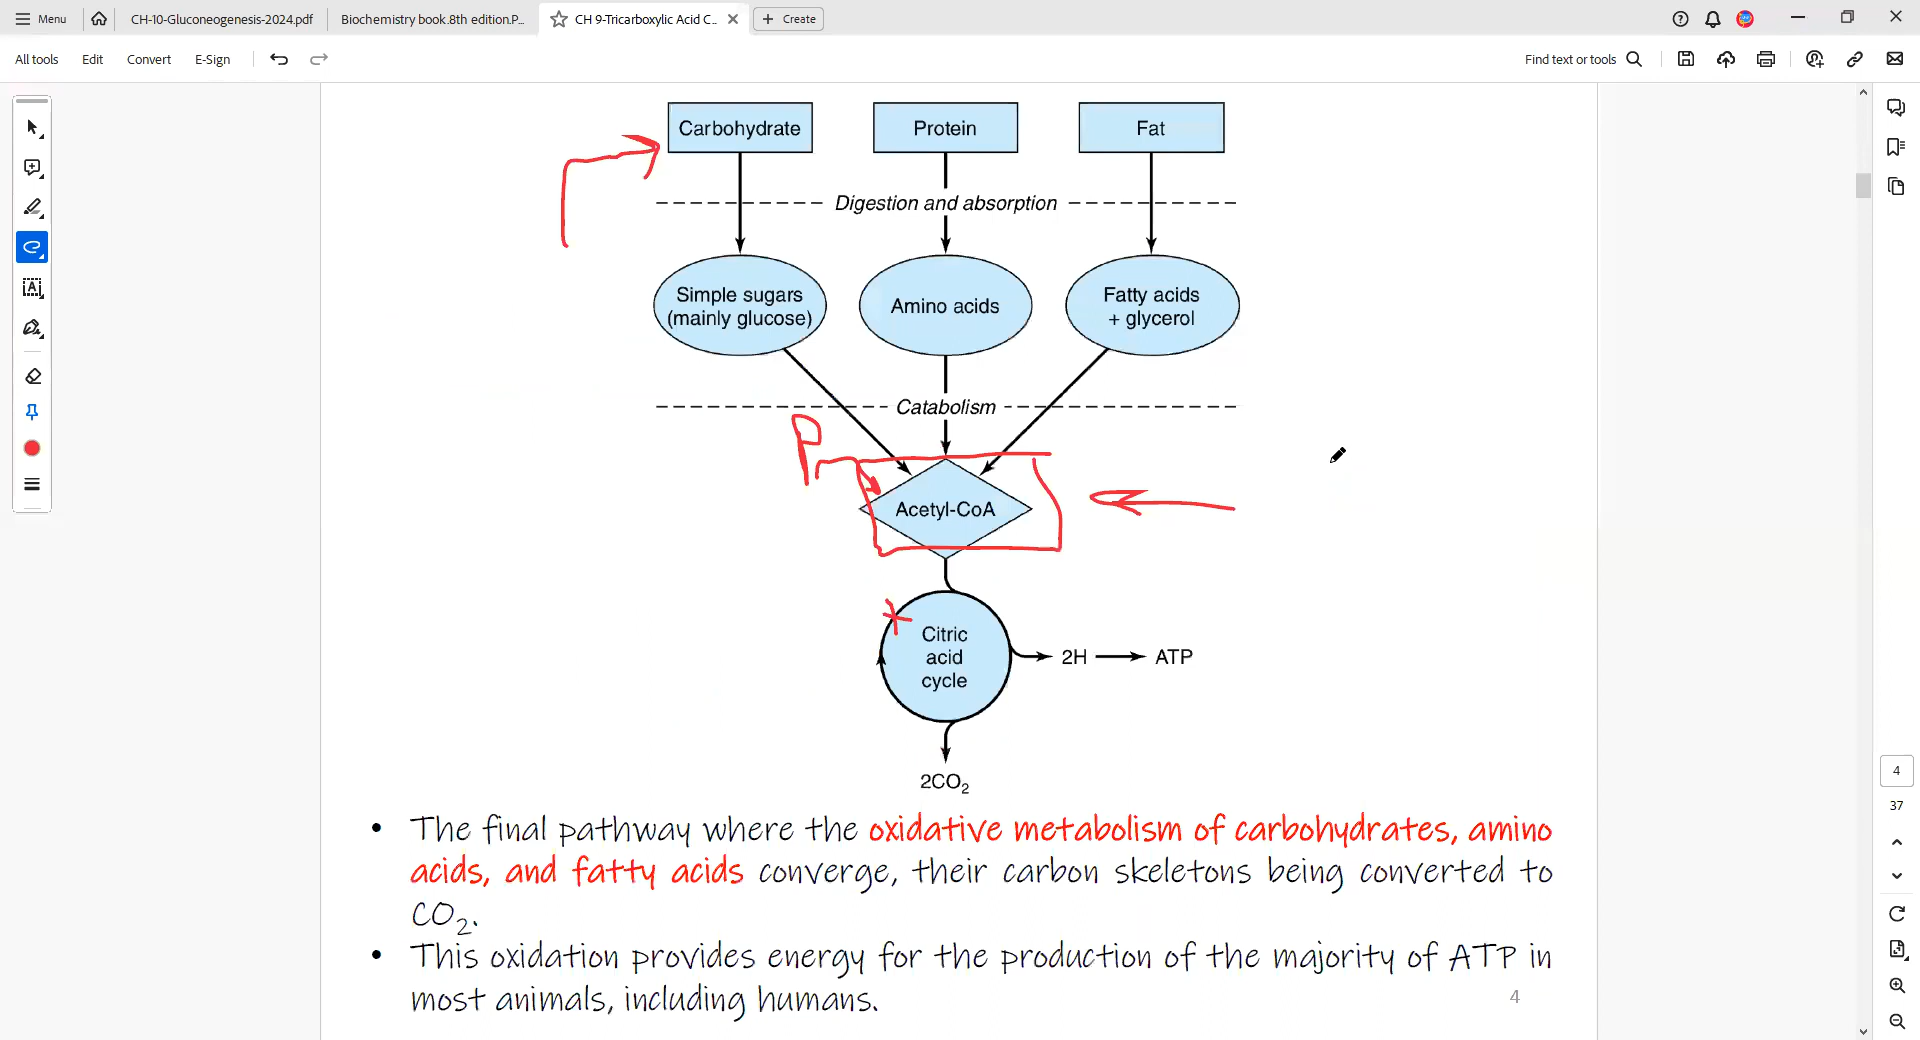 Menu
CH-10-Gluconeogenesis-2024.pdf
Biochemistry book.8th edition.P...
CH 9-Tricarboxylic Acid C...
Create
All tools
Edit
Convert
E-Sign
Find text or tools
Carbohydrate
Protein
Fat
Digestion and absorption
Simple sugars
(mainly glucose)
Amino acids
Fatty acids
+ glycerol
Catabolism
P
Acetyl-CoA
Citric
acid
cycle
2H
ATP
2CO₂
• The final pathway where the oxidative metabolism of carbohydrates, amino
acids, and fatty acids converge, their carbon skeletons being converted to
CO₂.
• This oxidation provides energy for the production of the majority of ATP in
most animals, including humans.
4
4
37